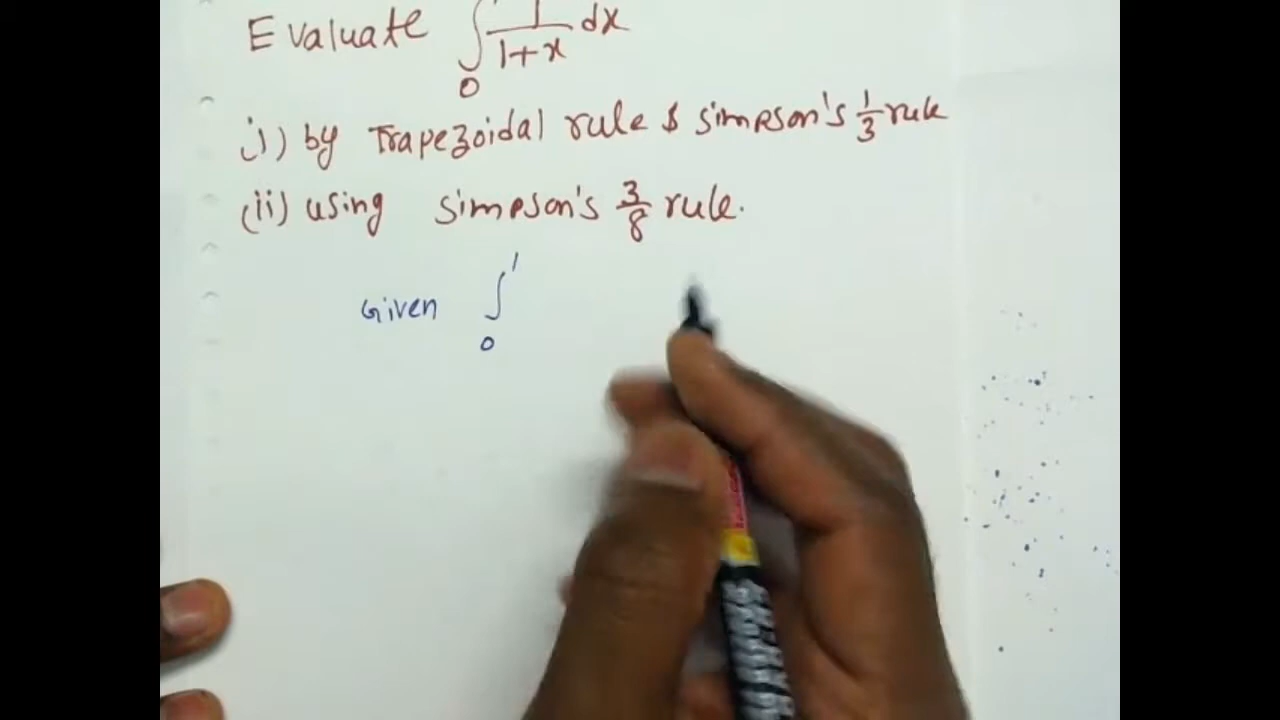 Evaluate ∫₀¹ 1/(1+x) dx
(i) by Trapezoidal rule & simpson's 1/3 rule
(ii) using simpson's 3/8 rule.
Given ∫₀¹